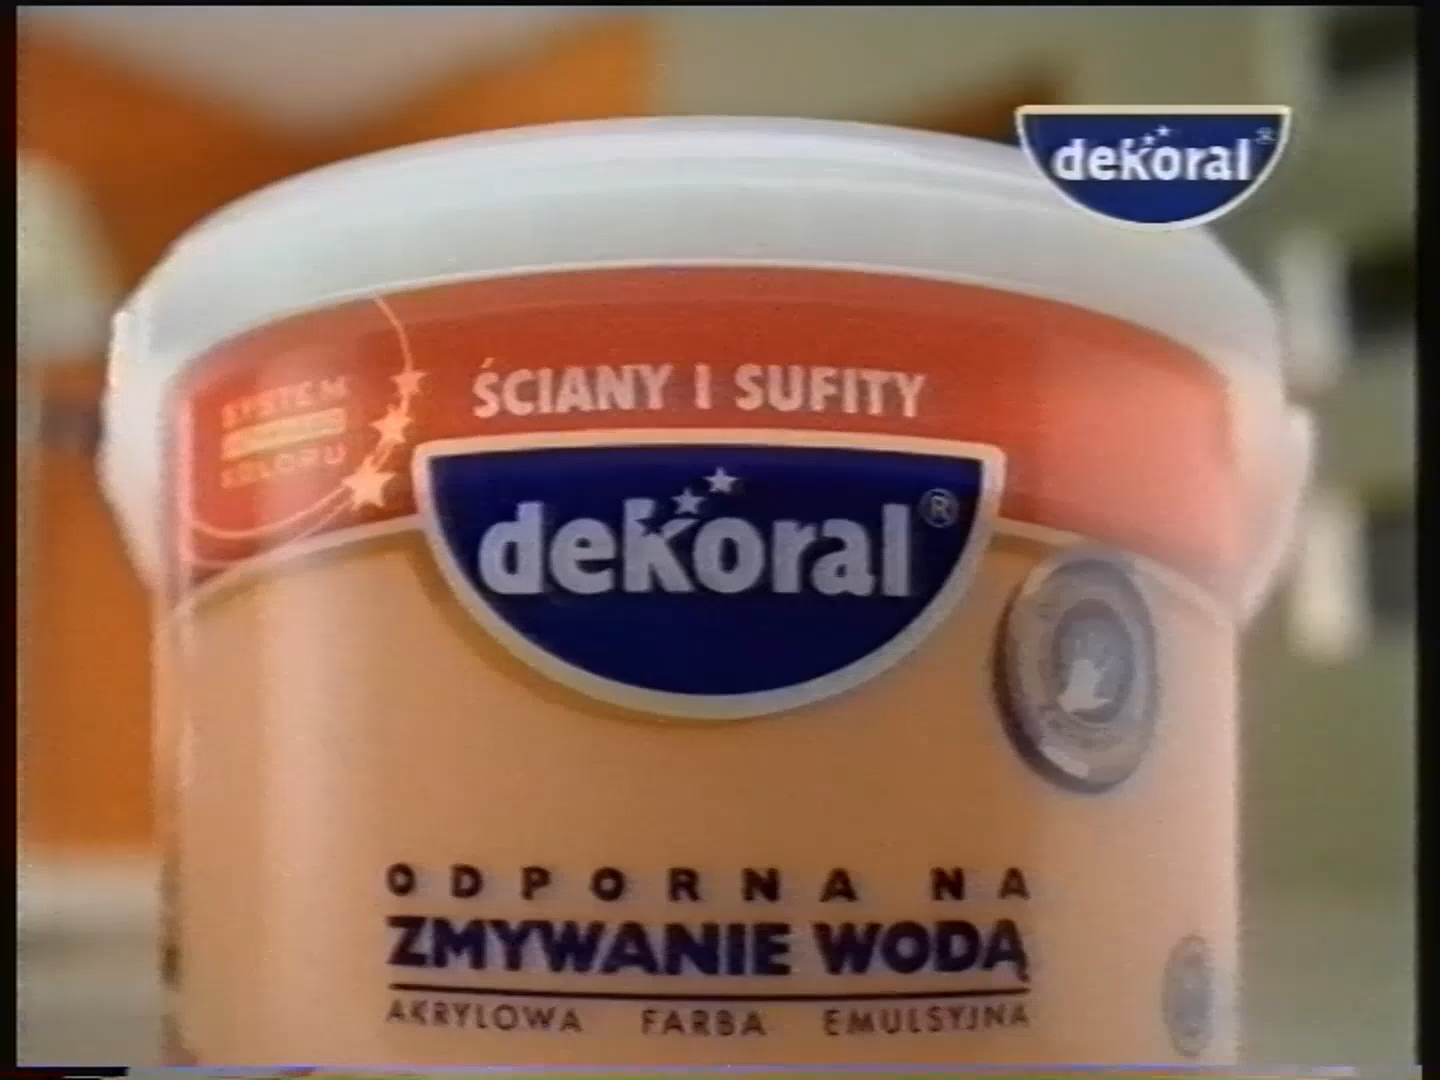 dekoral
ŚCIANY I SUFITY
SYSTEM
KOLORU
dekoral®
ODPORNA NA
ZMYWANIE WODĄ
AKRYLOWA FARBA EMULSYJNA